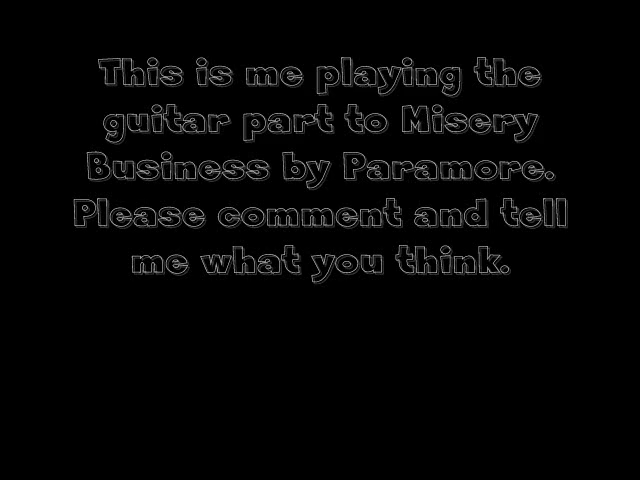 This is me playing the
guitar part to Misery
Business by Paramore.
Please comment and tell
me what you think.